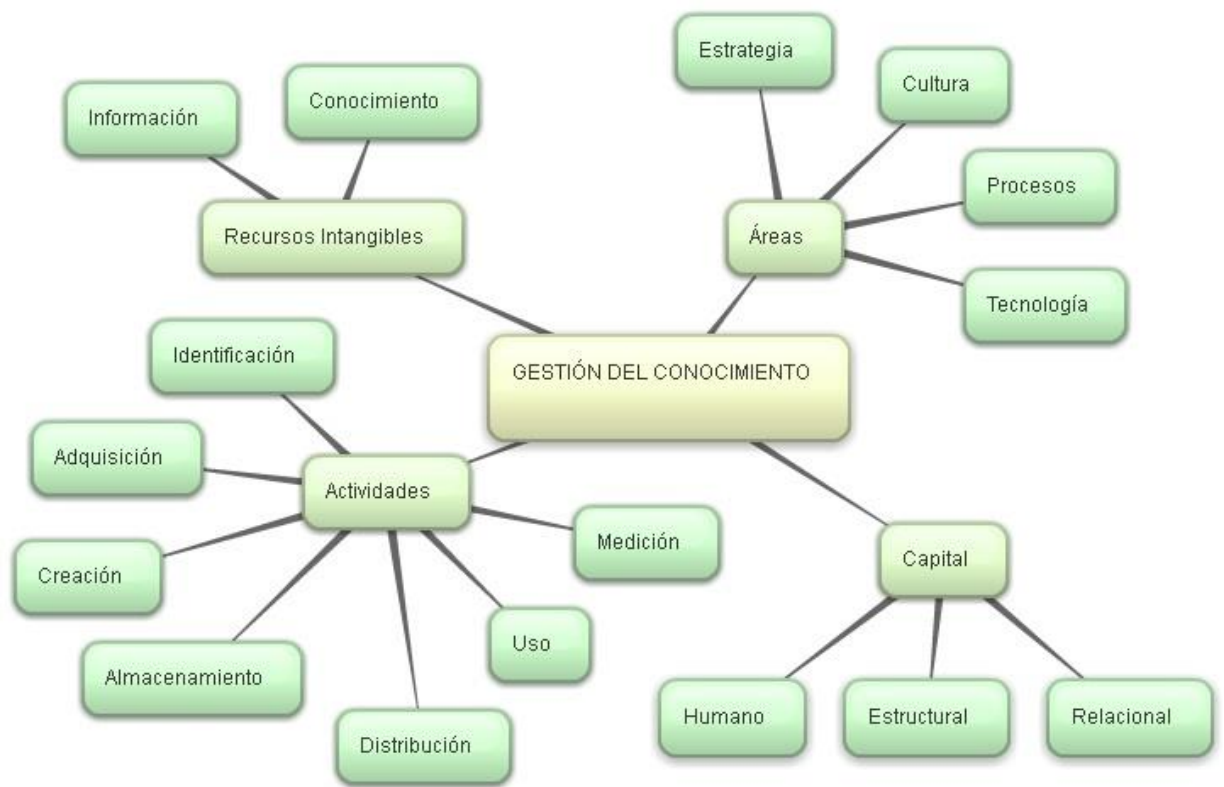 Estrategia
Cultura
Conocimiento
Información
Procesos
Recursos Intangibles
Áreas
Tecnología
Identificación
GESTIÓN DEL CONOCIMIENTO
Adquisición
Actividades
Medición
Capital
Creación
Uso
Almacenamiento
Humano
Estructural
Relacional
Distribución